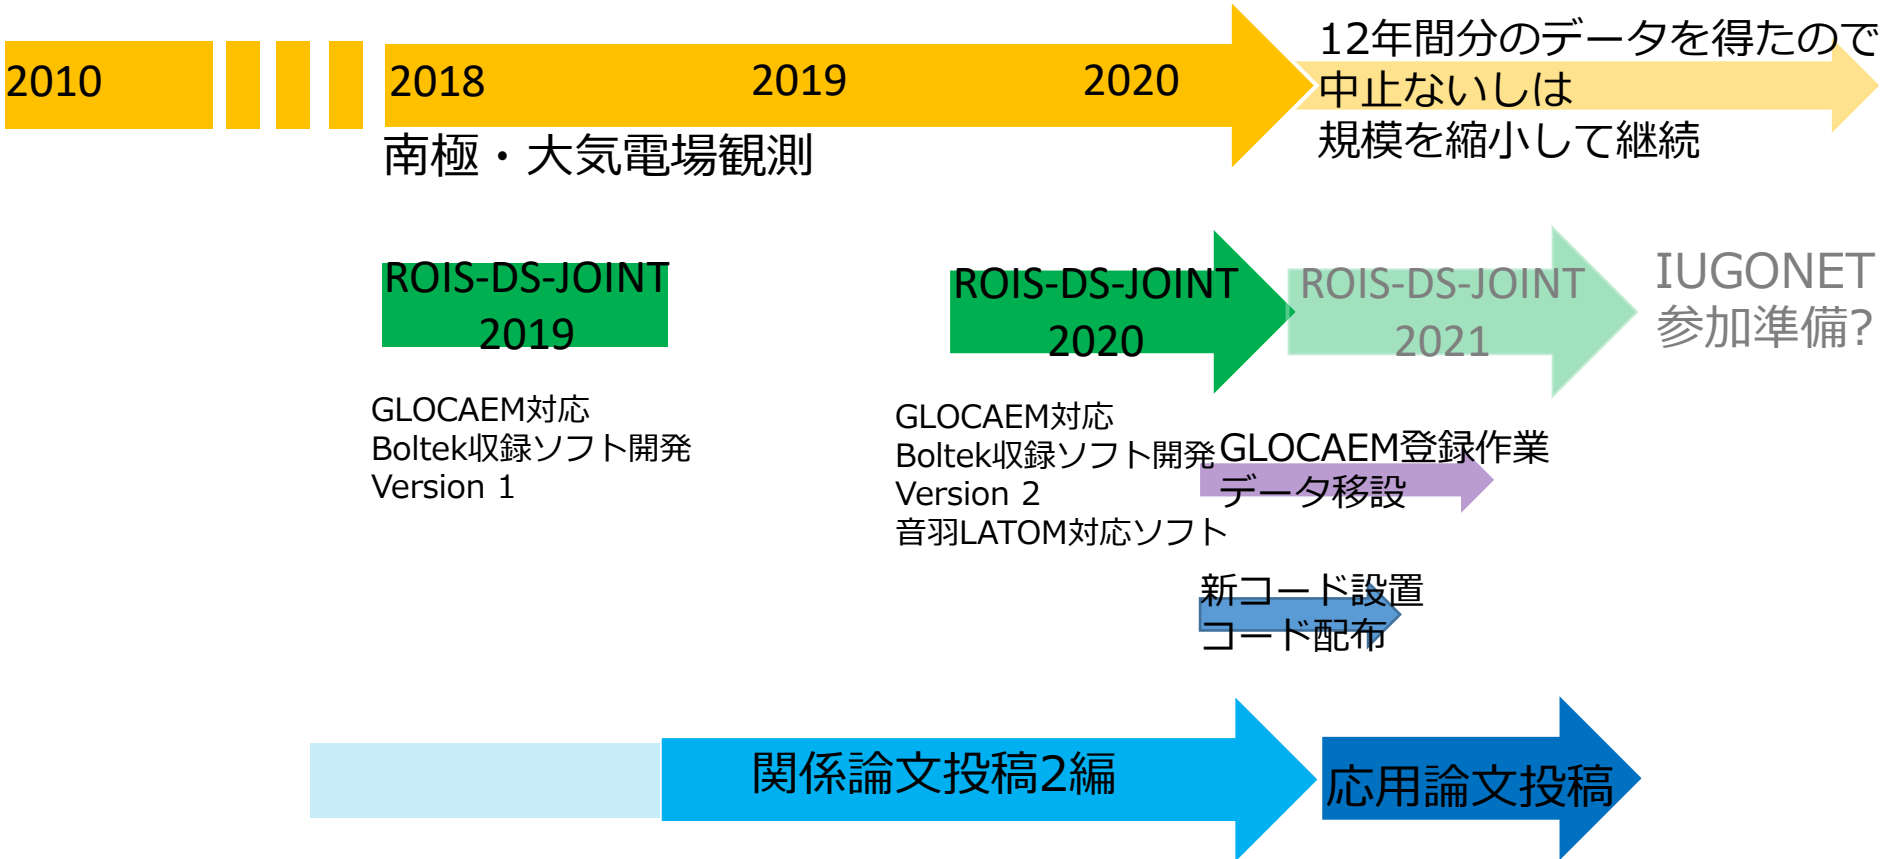 2010
2018
2019
2020
南極・大気電場観測
12年間分のデータを得たので
中止ないしは
規模を縮小して継続
ROIS-DS-JOINT
2019
ROIS-DS-JOINT
2020
ROIS-DS-JOINT
2021
IUGONET
参加準備?
GLOCAEM対応
Boltek収録ソフト開発
Version 1
GLOCAEM対応
Boltek収録ソフト開発
Version 2
音羽LATOM対応ソフト
GLOCAEM登録作業
データ移設
新コード設置
コード配布
関係論文投稿2編
応用論文投稿